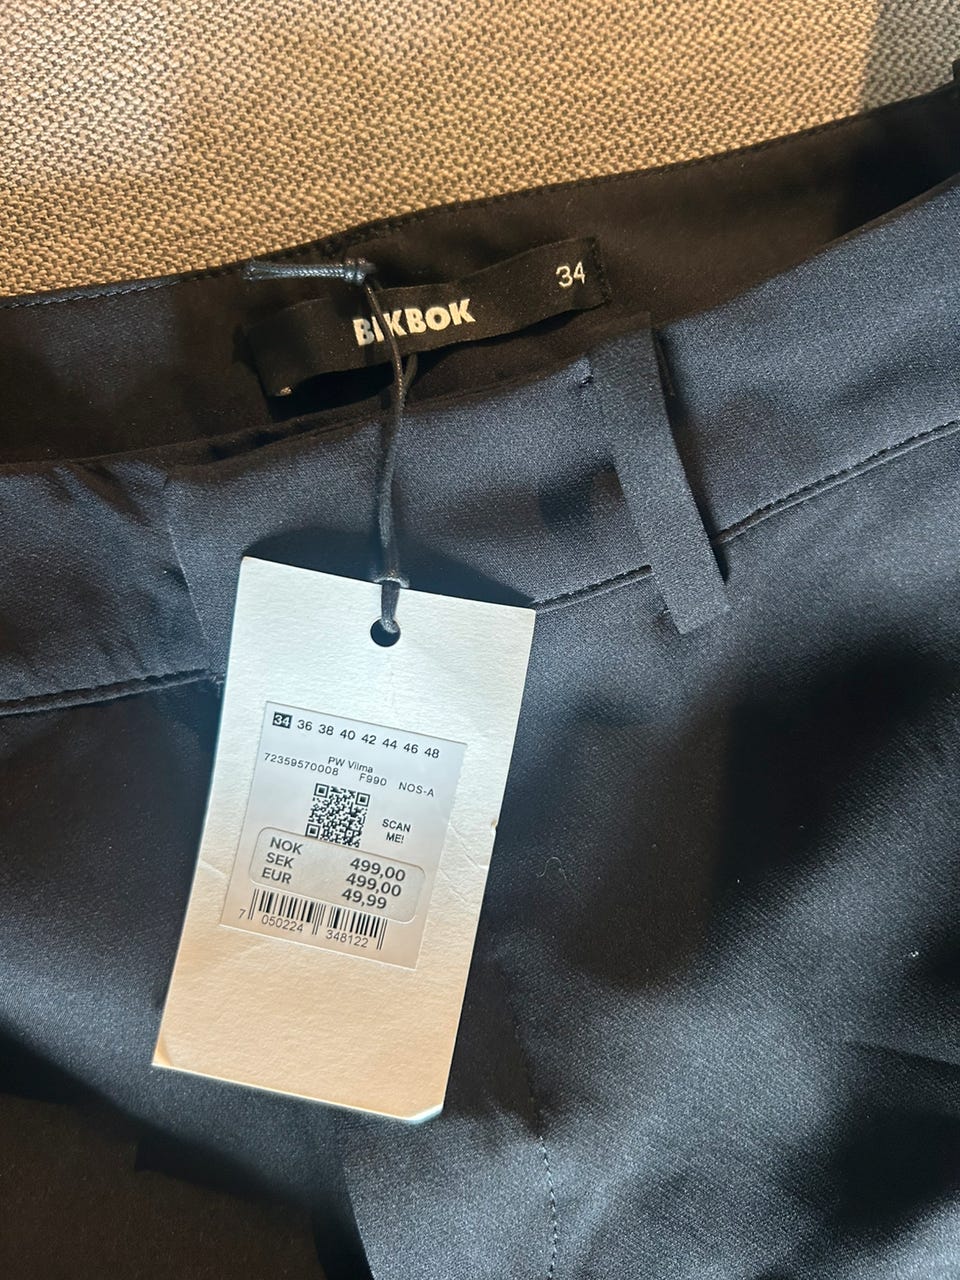 34
BIKBOK
34 36 38 40 42 44 46 48
PW Vilma
72359570008 F990 NOS-A
SCAN
ME!
NOK 499,00
SEK 499,00
EUR 49,99
7 050224 348122